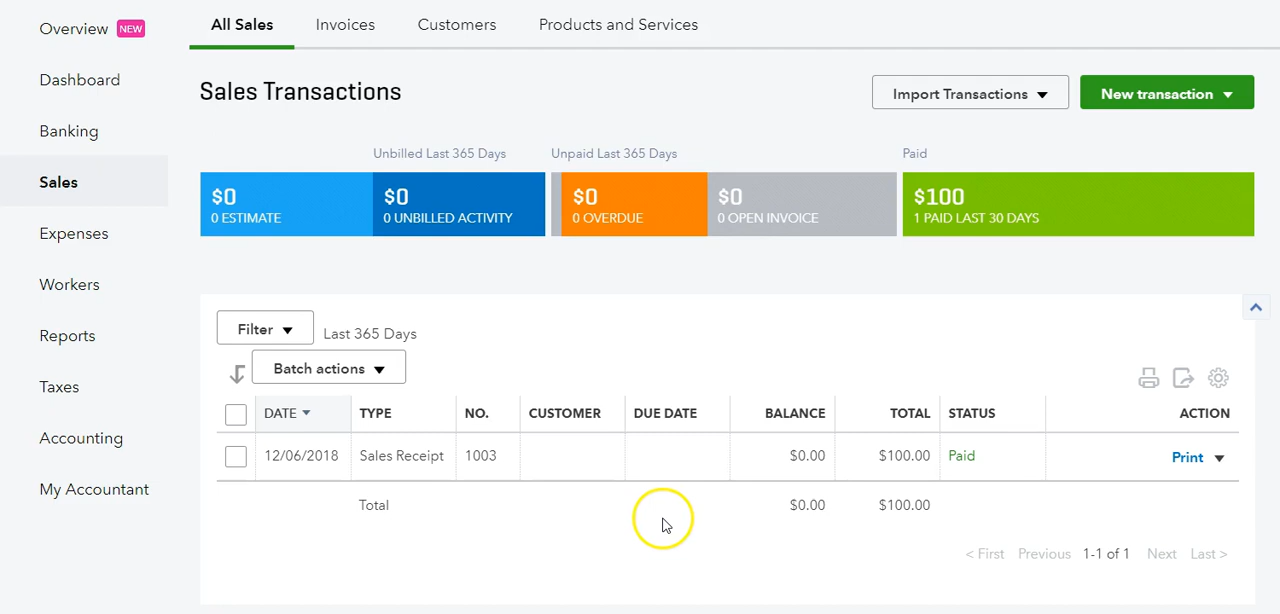 Overview NEW
Dashboard
Banking
Sales
Expenses
Workers
Reports
Taxes
Accounting
My Accountant
All Sales Invoices Customers Products and Services
Sales Transactions
Import Transactions New transaction
Unbilled Last 365 Days Unpaid Last 365 Days Paid
$0 $0 $0 $0 $100
0 ESTIMATE 0 UNBILLED ACTIVITY 0 OVERDUE 0 OPEN INVOICE 1 PAID LAST 30 DAYS
Filter Last 365 Days
Batch actions
DATE TYPE NO. CUSTOMER DUE DATE BALANCE TOTAL STATUS ACTION
12/06/2018 Sales Receipt 1003 $0.00 $100.00 Paid Print
Total $0.00 $100.00
< First Previous 1-1 of 1 Next Last >